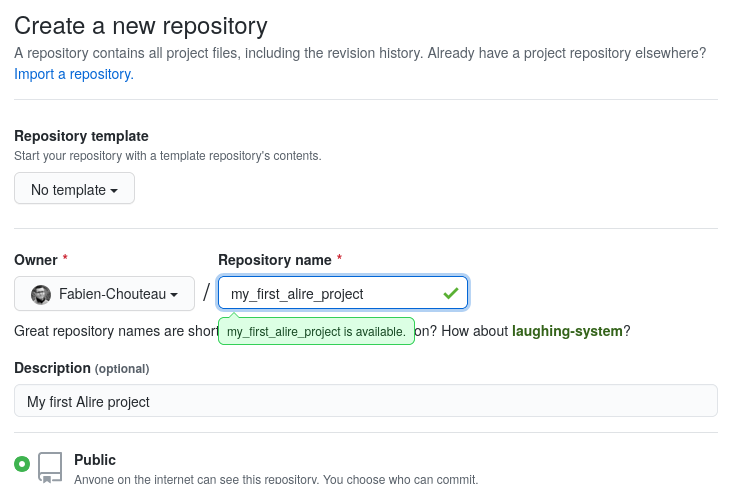 Create a new repository
A repository contains all project files, including the revision history. Already have a project repository elsewhere?
Import a repository.
Repository template
Start your repository with a template repository's contents.
No template
Owner * Repository name *
Fabien-Chouteau / my_first_alire_project
my_first_alire_project is available.
Great repository names are short on? How about laughing-system?
Description (optional)
My first Alire project
Public
Anyone on the internet can see this repository. You choose who can commit.